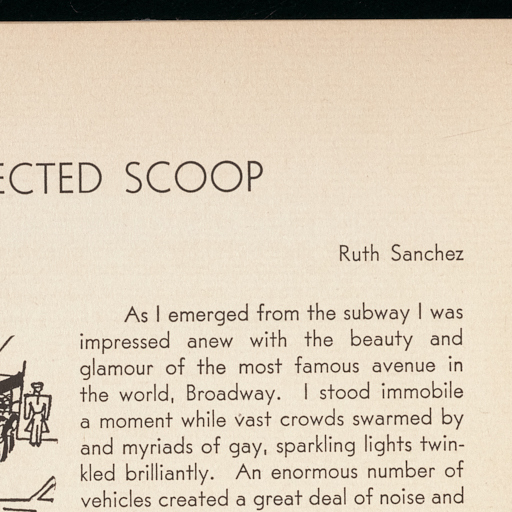 ECTED SCOOP
Ruth Sanchez
As I emerged from the subway I was
impressed anew with the beauty and
glamour of the most famous avenue in
the world, Broadway. I stood immobile
a moment while vast crowds swarmed by
and myriads of gay, sparkling lights twin-
kled brilliantly. An enormous number of
vehicles created a great deal of noise and